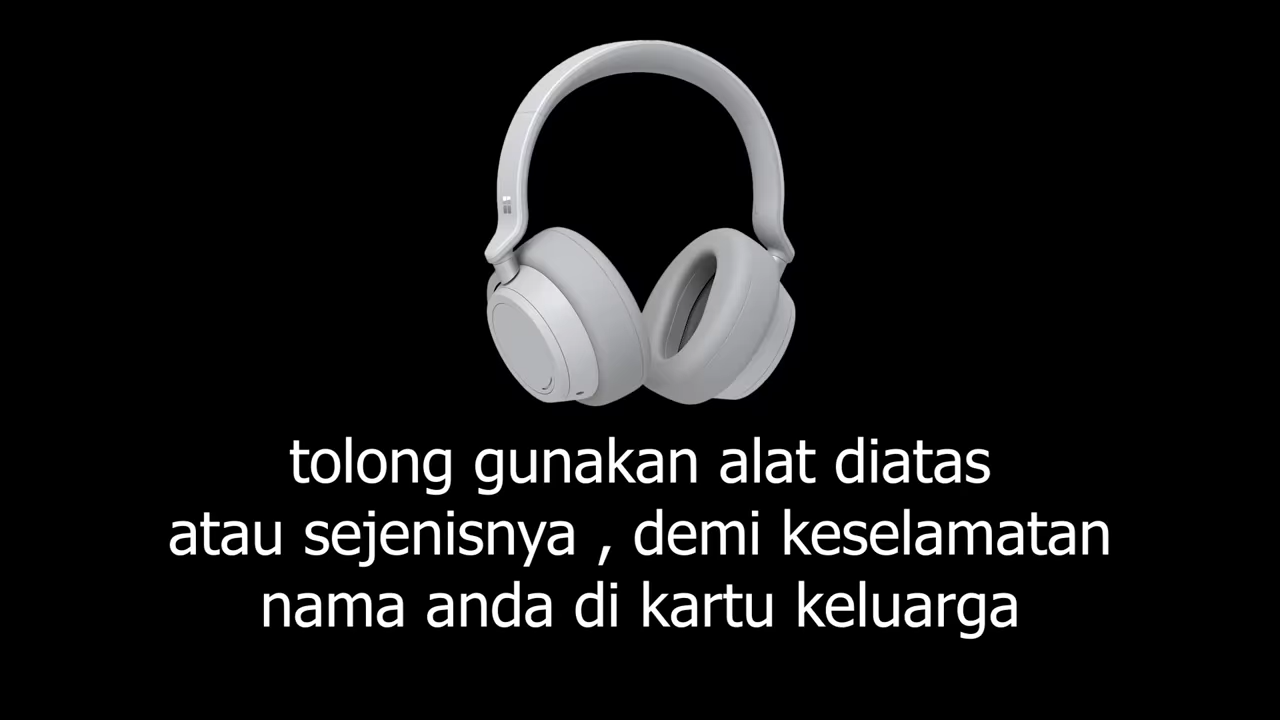 tolong gunakan alat diatas
atau sejenisnya , demi keselamatan
nama anda di kartu keluarga